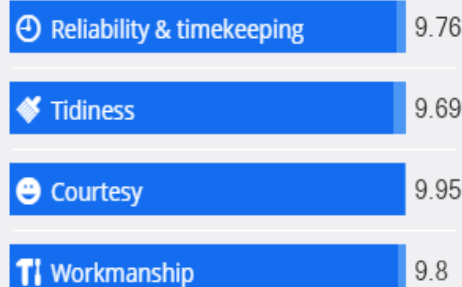 Reliability & timekeeping 9.76
Tidiness 9.69
Courtesy 9.95
Workmanship 9.8